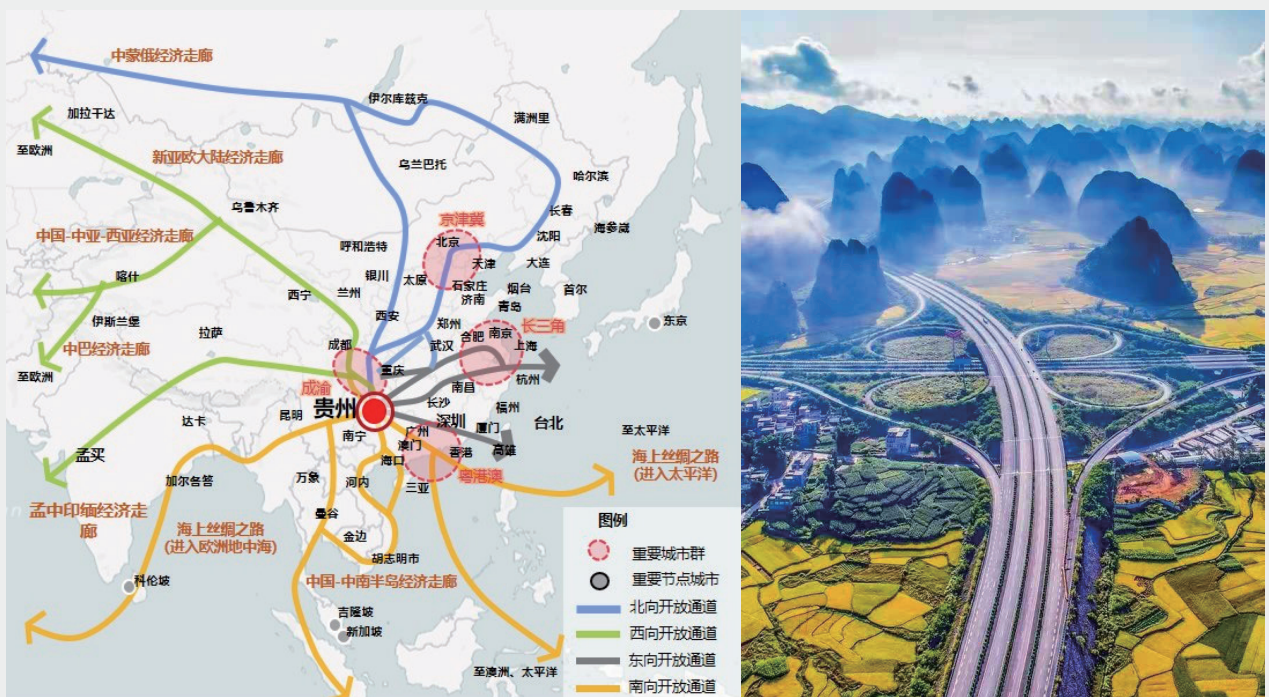 中蒙俄经济走廊
伊尔库兹克
满洲里
加拉干达
至欧洲
新亚欧大陆经济走廊
乌兰巴托
哈尔滨
乌鲁木齐
长春
京津冀
海参崴
中国-中亚-西亚经济走廊
呼和浩特
北京
沈阳
天津
大连
喀什
银川
太原
石家庄
烟台
首尔
西宁
兰州
济南
青岛
伊斯兰堡
拉萨
西安
郑州
长三角
东京
中巴经济走廊
成都
合肥
南京
武汉
上海
至欧洲
重庆
杭州
成渝
南昌
贵州
长沙
福州
达卡
昆明
深圳
厦门
台北
南宁
广州
至太平洋
孟买
澳门
香港
高雄
海口
海上丝绸之路
(进入太平洋)
粤港澳
加尔各答
万象
河内
三亚
孟中印缅经济走
廊
海上丝绸之路
(进入欧洲地中海)
曼谷
金边
胡志明市
科伦坡
中国-中南半岛经济走廊
吉隆坡
新加坡
至澳洲、太平洋
图例
重要城市群
重要节点城市
北向开放通道
西向开放通道
东向开放通道
南向开放通道